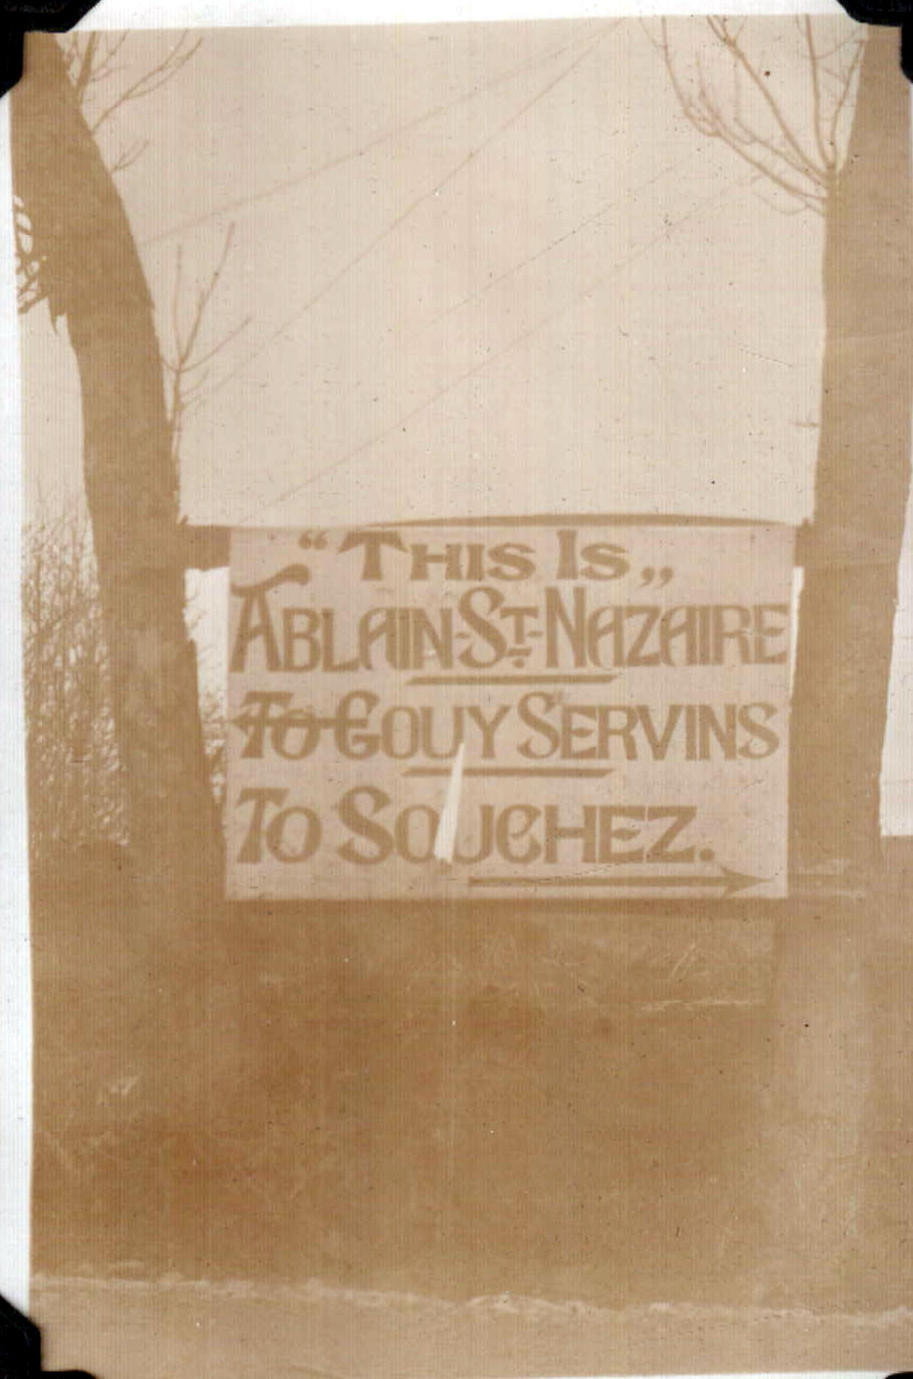 “This Is„
Ablain-St-Nazaire
To Gouy Servins
To Souchez.